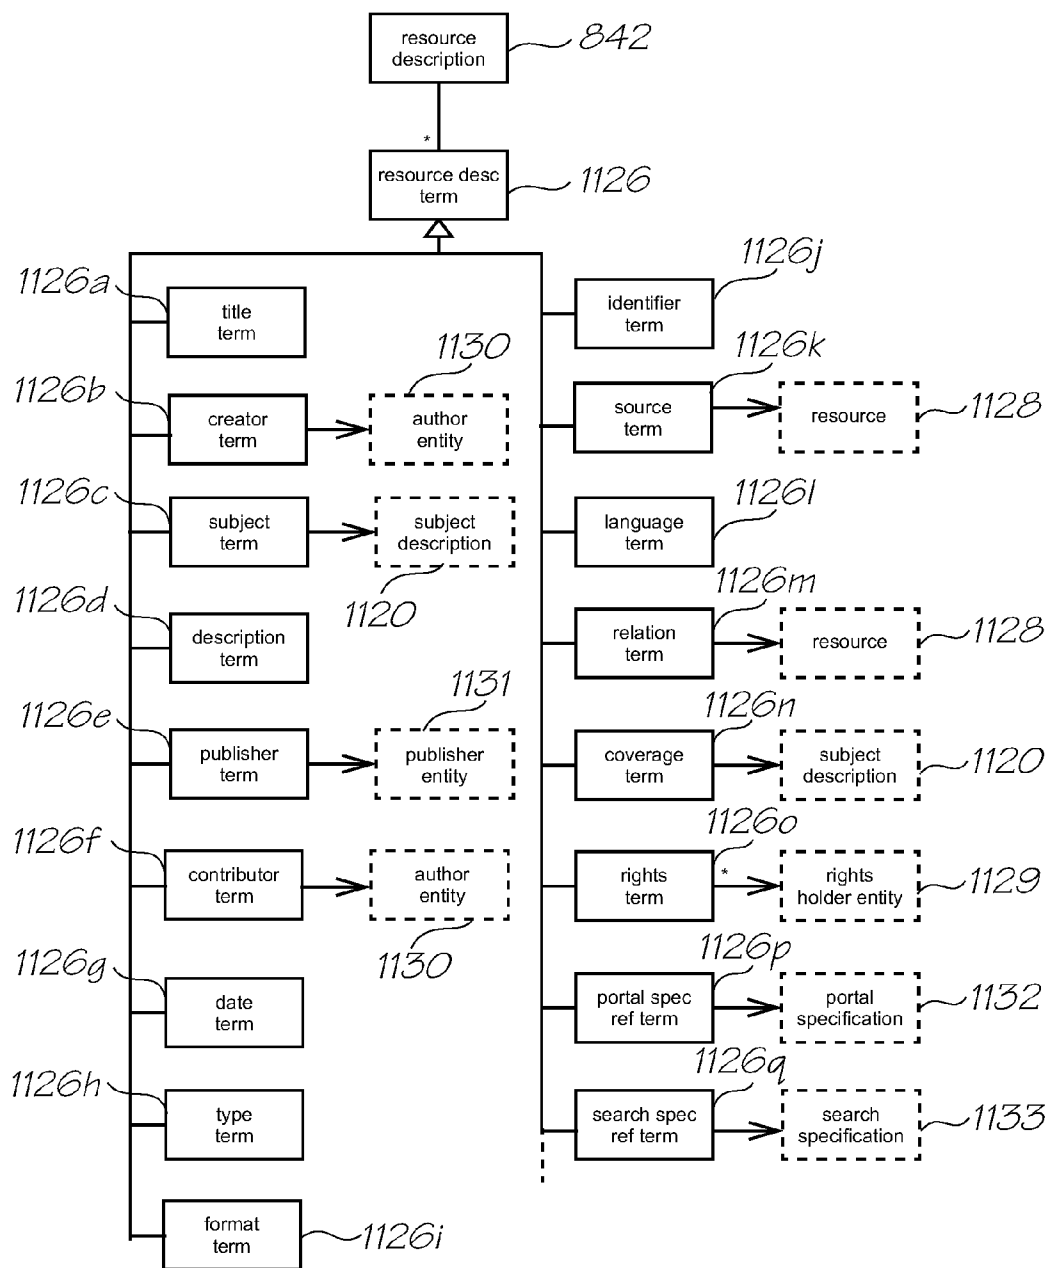 resource
description
842
*
resource desc
term
1126
1126a
title
term
1126b
creator
term
1130
author
entity
1126c
subject
term
subject
description
1120
1126d
description
term
1126e
publisher
term
1131
publisher
entity
1126f
contributor
term
author
entity
1130
1126g
date
term
1126h
type
term
format
term
1126i
1126j
identifier
term
1126k
source
term
resource
1128
1126l
language
term
1126m
relation
term
resource
1128
1126n
coverage
term
subject
description
1120
1126o
rights
term
*
rights
holder entity
1129
1126p
portal spec
ref term
portal
specification
1132
1126q
search spec
ref term
search
specification
1133